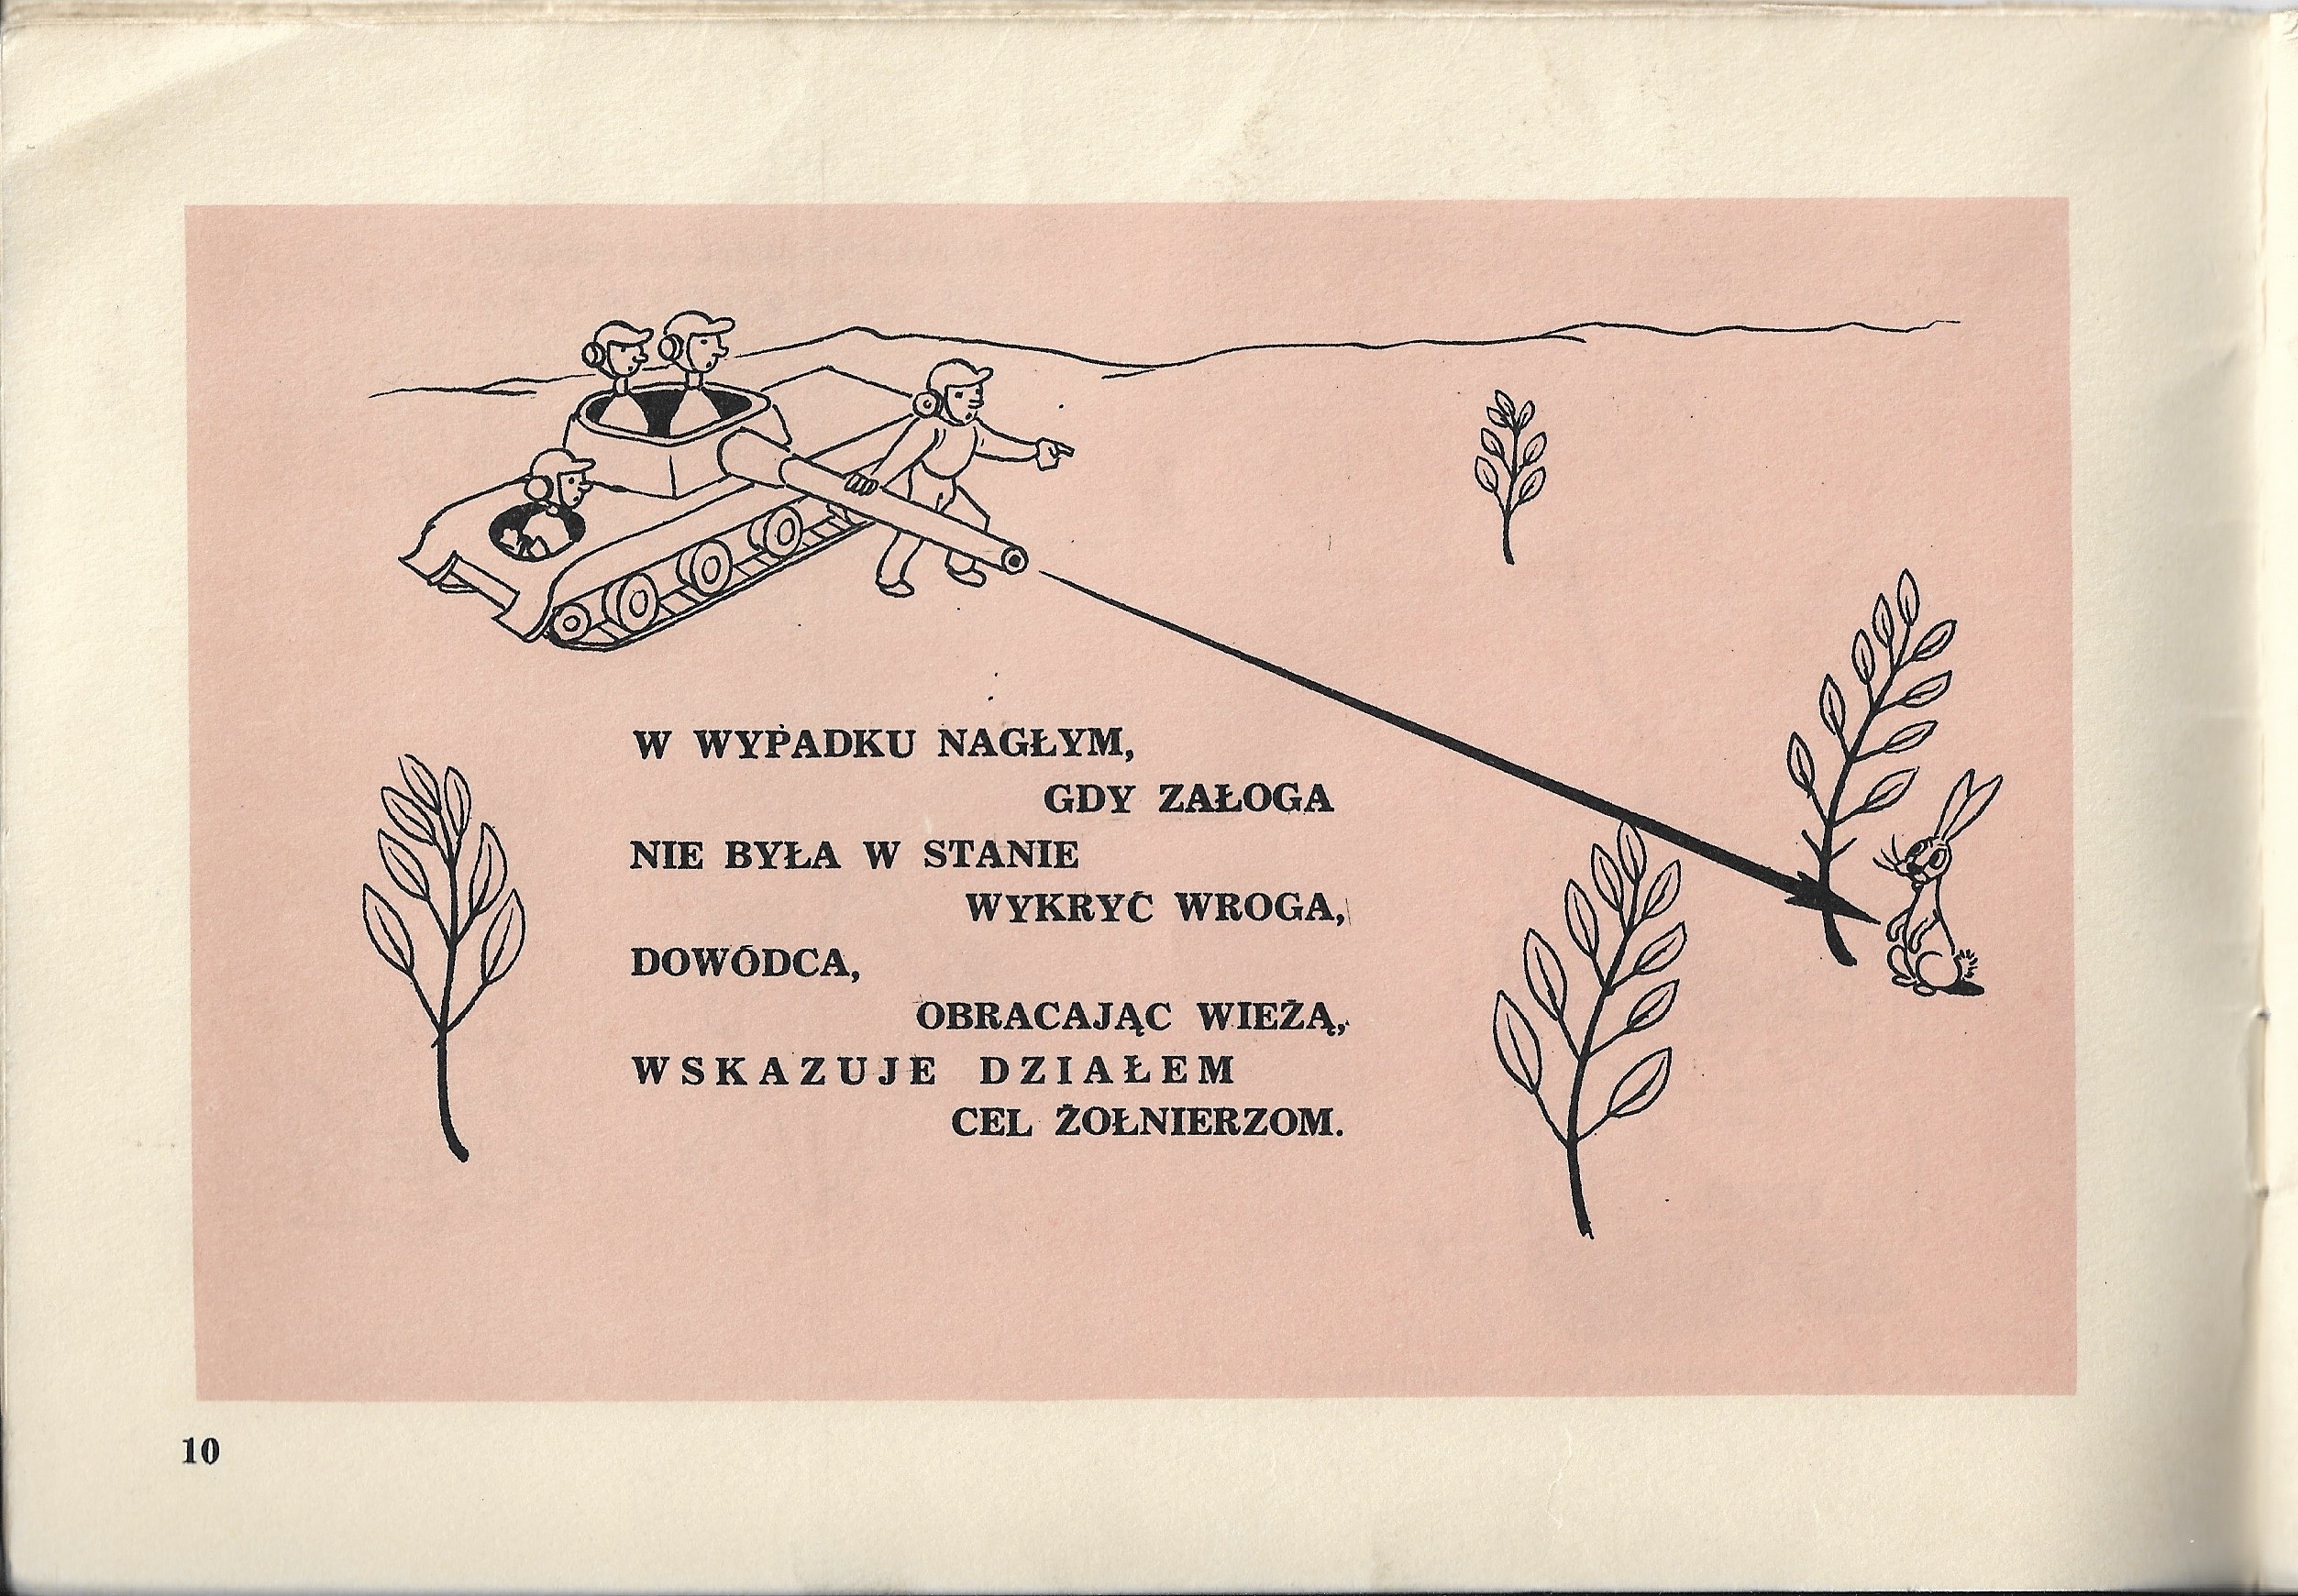 W WYPADKU NAGŁYM,
GDY ZAŁOGA
NIE BYŁA W STANIE
WYKRYĆ WROGA,
DOWÓDCA,
OBRACAJĄC WIEŻĄ,
WSKAZUJE DZIAŁEM
CEL ŻOŁNIERZOM.
10